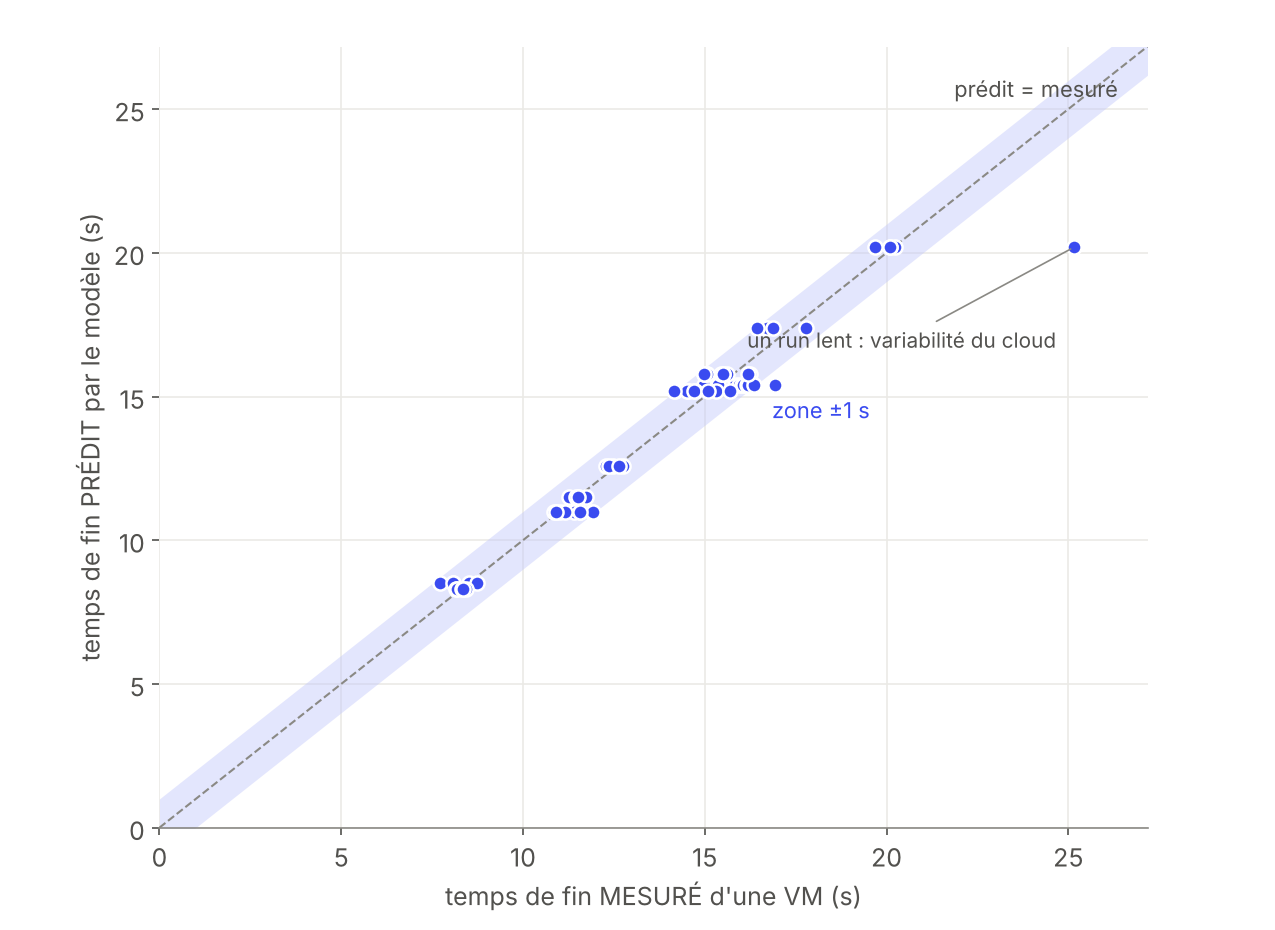 prédit = mesuré
25
20
15
10
5
0
temps de fin PRÉDIT par le modèle (s)
un run lent : variabilité du cloud
zone ±1 s
0 5 10 15 20 25
temps de fin MESURÉ d'une VM (s)